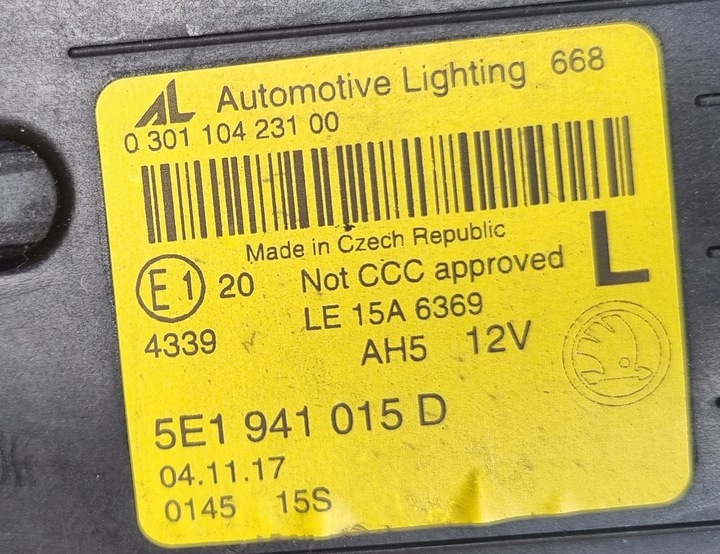 AL Automotive Lighting 668
0 301 104 231 00
Made in Czech Republic
E1 20 Not CCC approved L
4339 LE 15A 6369
AH5 12V
5E1 941 015 D
04.11.17
0145 15S